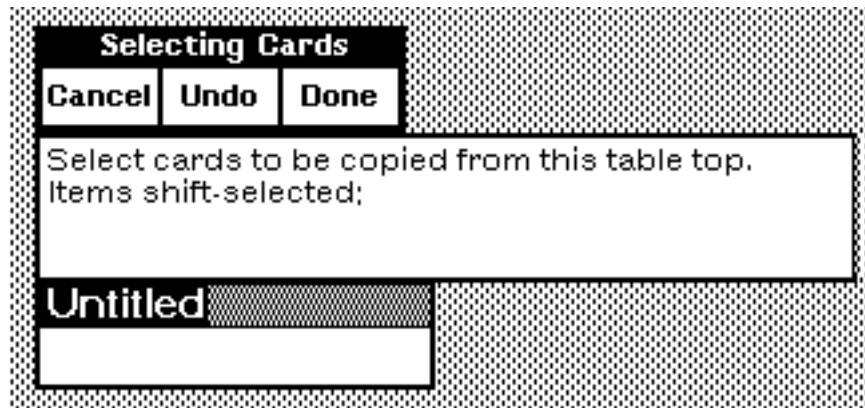 Selecting Cards
Cancel Undo Done
Select cards to be copied from this table top.
Items shift-selected;
Untitled